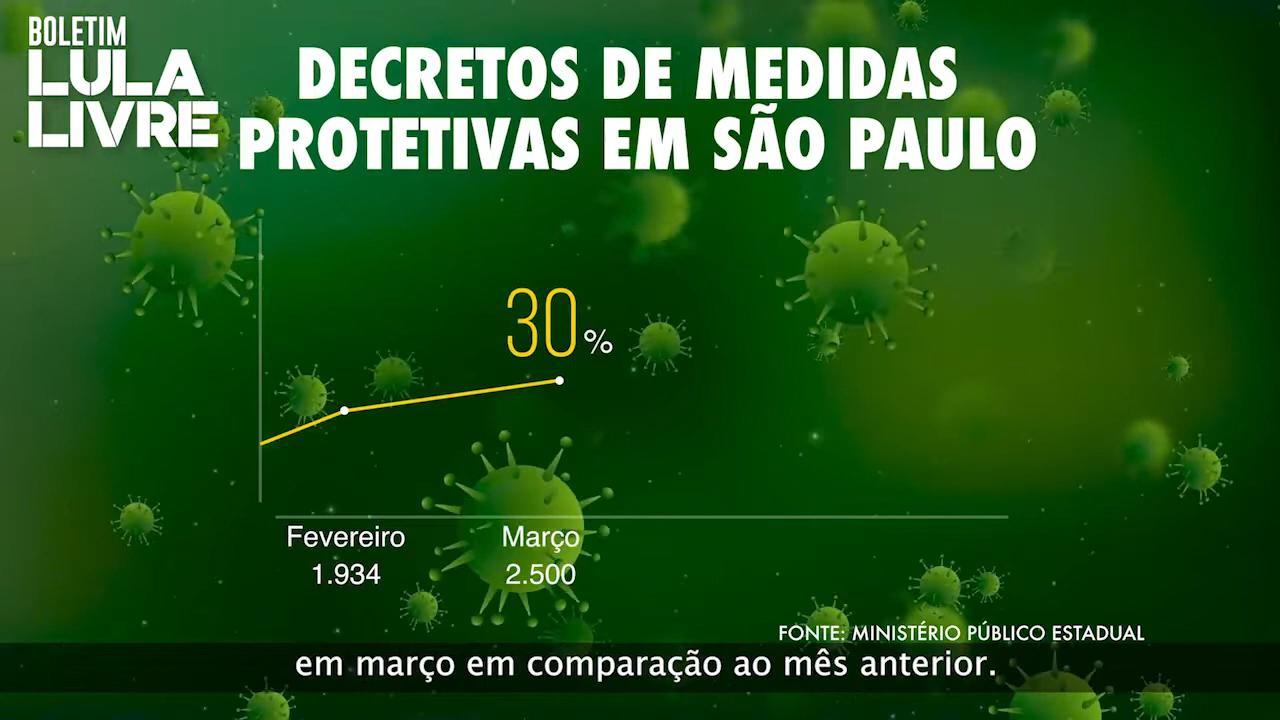 BOLETIM
LULA
LIVRE
DECRETOS DE MEDIDAS
PROTETIVAS EM SÃO PAULO
30%
Fevereiro Março
1.934 2.500
FONTE: MINISTÉRIO PÚBLICO ESTADUAL
em março em comparação ao mês anterior.